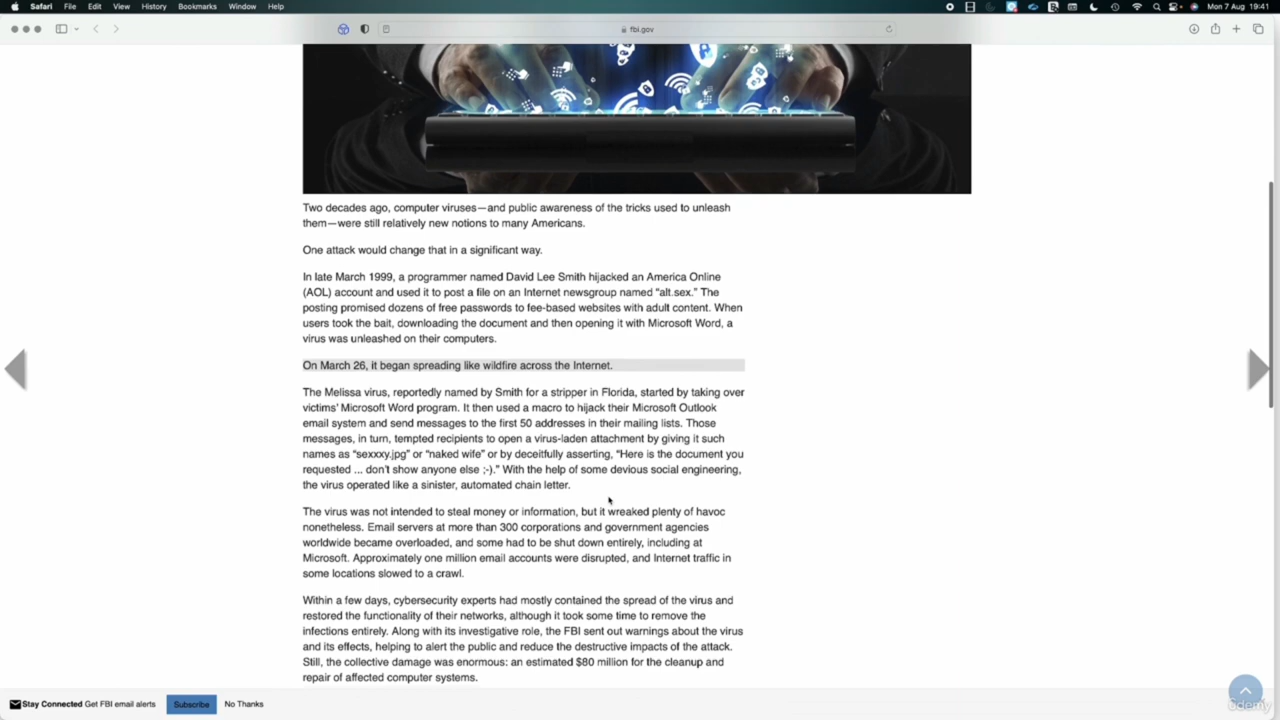 Safari File Edit View History Bookmarks Window Help Mon 7 Aug 19:41
fbi.gov
Two decades ago, computer viruses—and public awareness of the tricks used to unleash
them—were still relatively new notions to many Americans.
One attack would change that in a significant way.
In late March 1999, a programmer named David Lee Smith hijacked an America Online
(AOL) account and used it to post a file on an Internet newsgroup named “alt.sex.” The
posting promised dozens of free passwords to fee-based websites with adult content. When
users took the bait, downloading the document and then opening it with Microsoft Word, a
virus was unleashed on their computers.
On March 26, it began spreading like wildfire across the Internet.
The Melissa virus, reportedly named by Smith for a stripper in Florida, started by taking over
victims’ Microsoft Word program. It then used a macro to hijack their Microsoft Outlook
email system and send messages to the first 50 addresses in their mailing lists. Those
messages, in turn, tempted recipients to open a virus-laden attachment by giving it such
names as “sexxxy.jpg” or “naked wife” or by deceitfully asserting, “Here is the document you
requested ... don’t show anyone else ;-).” With the help of some devious social engineering,
the virus operated like a sinister, automated chain letter.
The virus was not intended to steal money or information, but it wreaked plenty of havoc
nonetheless. Email servers at more than 300 corporations and government agencies
worldwide became overloaded, and some had to be shut down entirely, including at
Microsoft. Approximately one million email accounts were disrupted, and Internet traffic in
some locations slowed to a crawl.
Within a few days, cybersecurity experts had mostly contained the spread of the virus and
restored the functionality of their networks, although it took some time to remove the
infections entirely. Along with its investigative role, the FBI sent out warnings about the virus
and its effects, helping to alert the public and reduce the destructive impacts of the attack.
Still, the collective damage was enormous: an estimated $80 million for the cleanup and
repair of affected computer systems.
Stay Connected Get FBI email alerts Subscribe No Thanks
Udemy